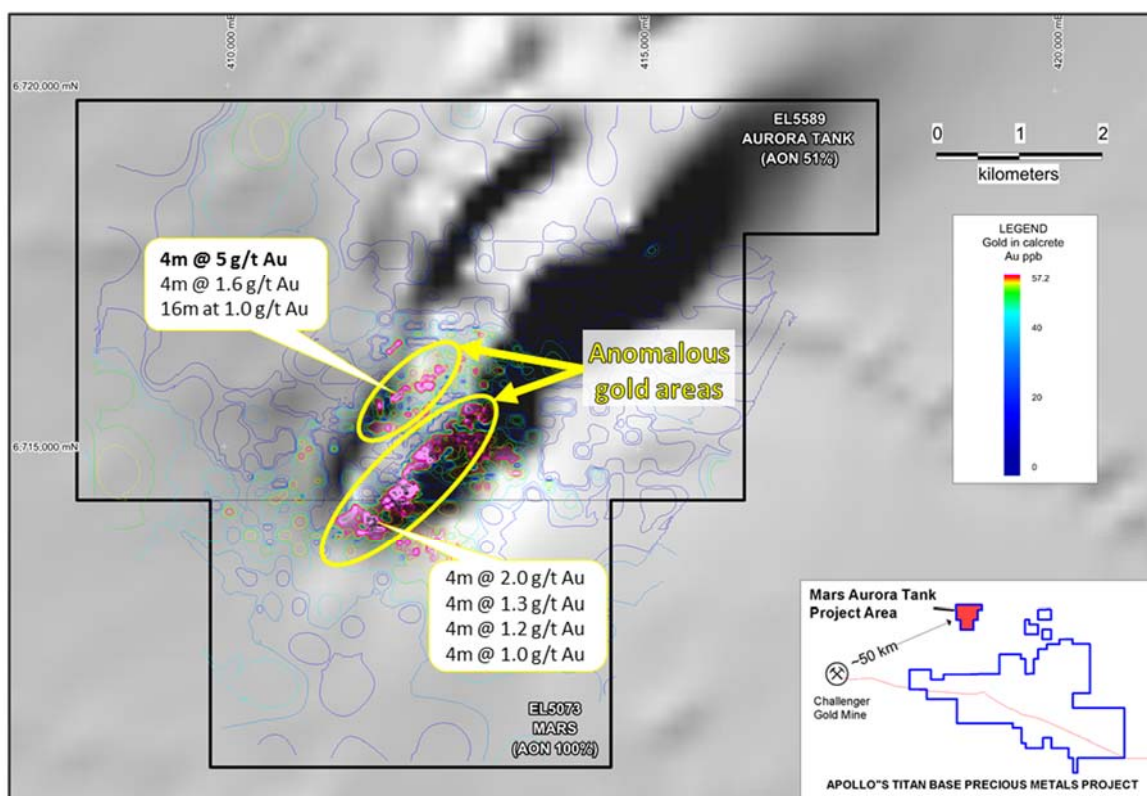 410,000 mE
415,000 mE
420,000 mE
6,720,000 mN
EL5589
AURORA TANK
(AON 51%)
0 1 2
kilometers
4m @ 5 g/t Au
4m @ 1.6 g/t Au
16m at 1.0 g/t Au
LEGEND
Gold in calcrete
Au ppb
57.2
40
20
0
Anomalous
gold areas
6,715,000 mN
4m @ 2.0 g/t Au
4m @ 1.3 g/t Au
4m @ 1.2 g/t Au
4m @ 1.0 g/t Au
EL5073
MARS
(AON 100%)
Mars Aurora Tank
Project Area
~50 km
Challenger
Gold Mine
APOLLO"S TITAN BASE PRECIOUS METALS PROJECT